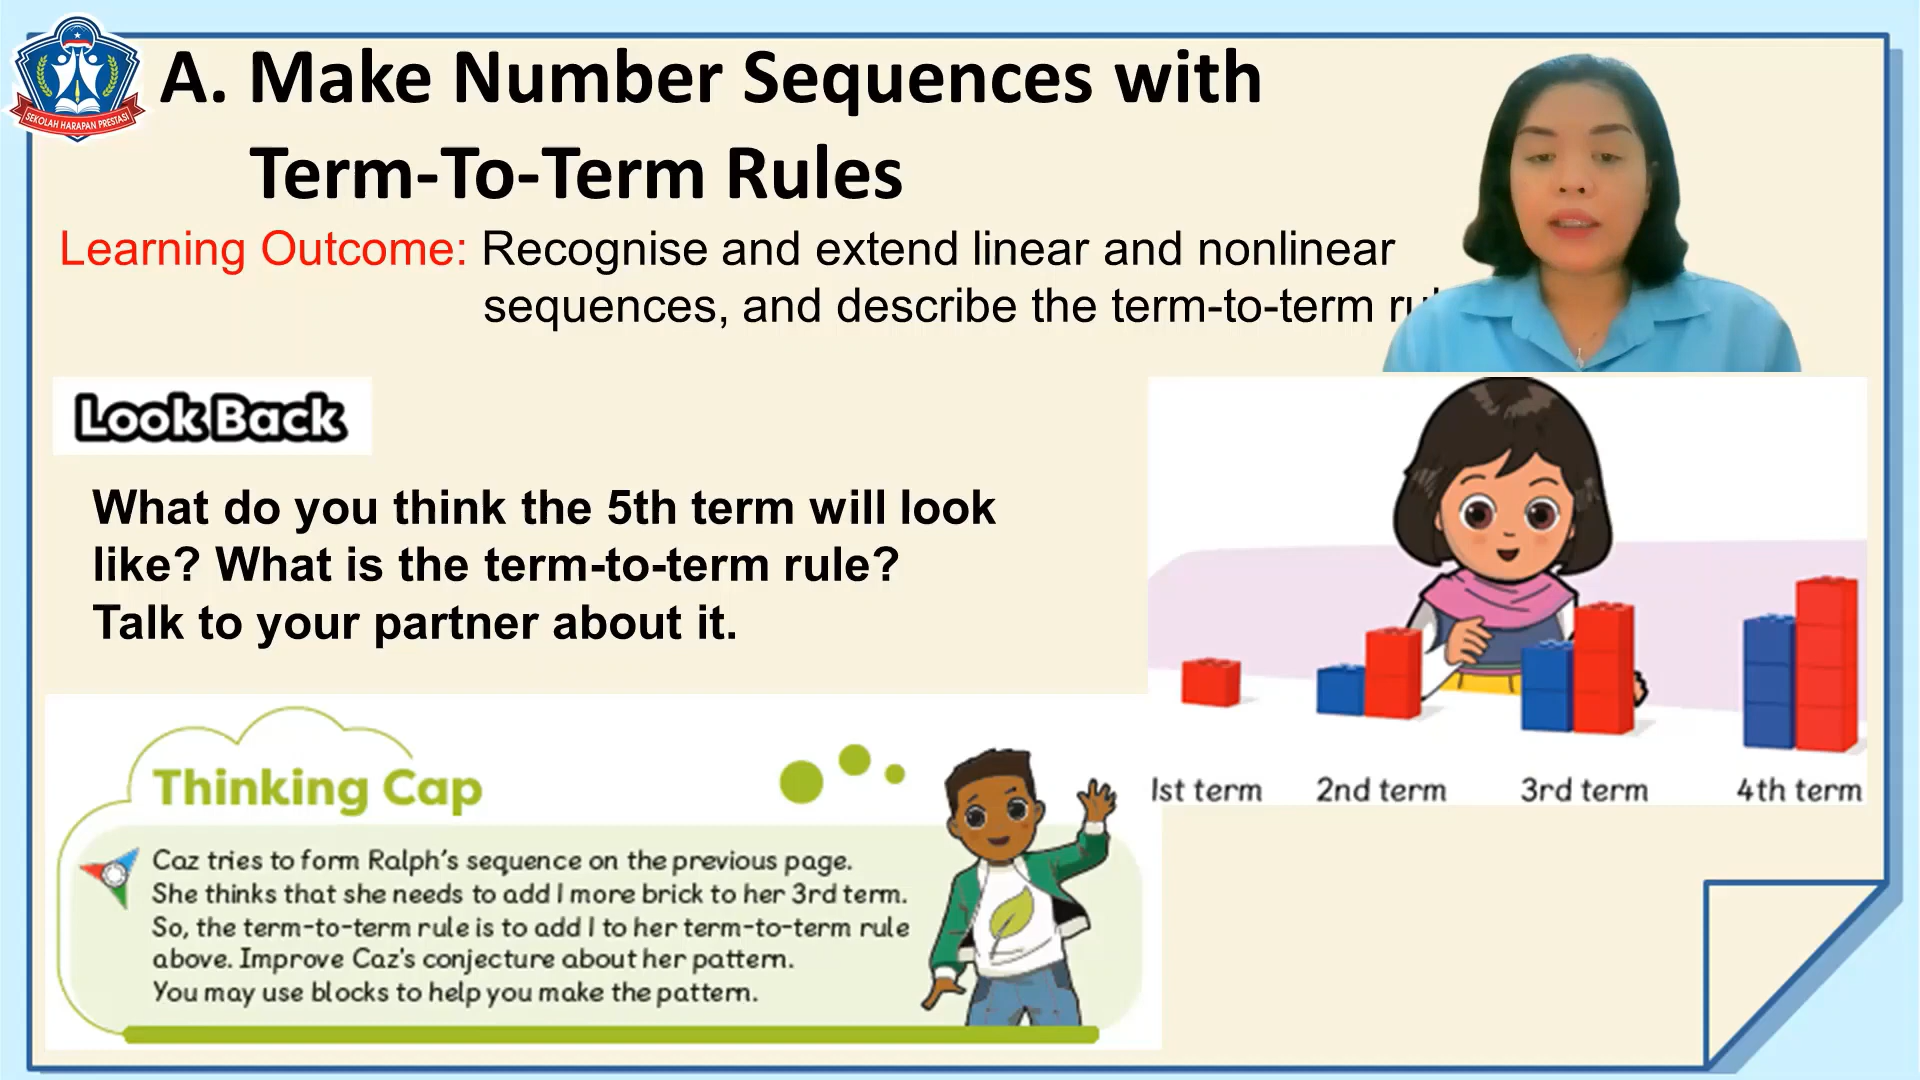 SEKOLAH HARAPAN PRESTASI
A. Make Number Sequences with
Term-To-Term Rules
Learning Outcome: Recognise and extend linear and nonlinear
sequences, and describe the term-to-term
Look Back
What do you think the 5th term will look
like? What is the term-to-term rule?
Talk to your partner about it.
1st term 2nd term 3rd term 4th term
Thinking Cap
Caz tries to form Ralph's sequence on the previous page.
She thinks that she needs to add 1 more brick to her 3rd term.
So, the term-to-term rule is to add 1 to her term-to-term rule
above. Improve Caz's conjecture about her pattern.
You may use blocks to help you make the pattern.